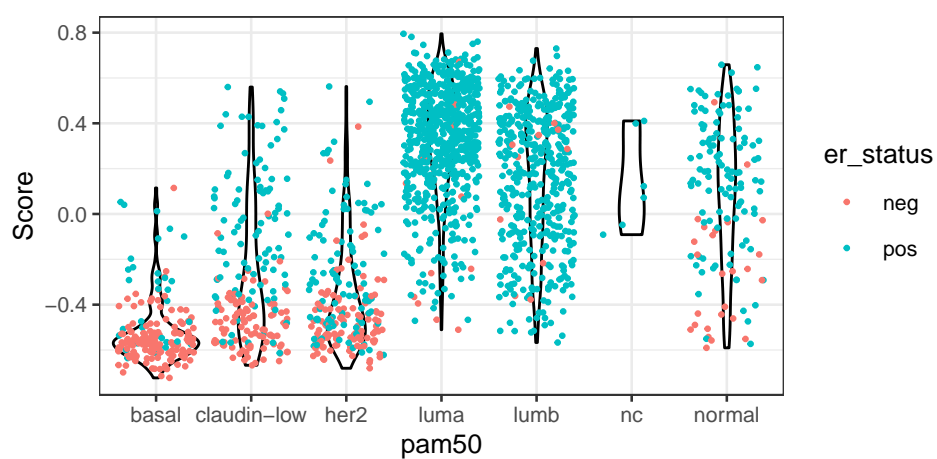 Score
0.8
0.4
0.0
−0.4
basal claudin−low her2 luma lumb nc normal
pam50
er_status
neg
pos